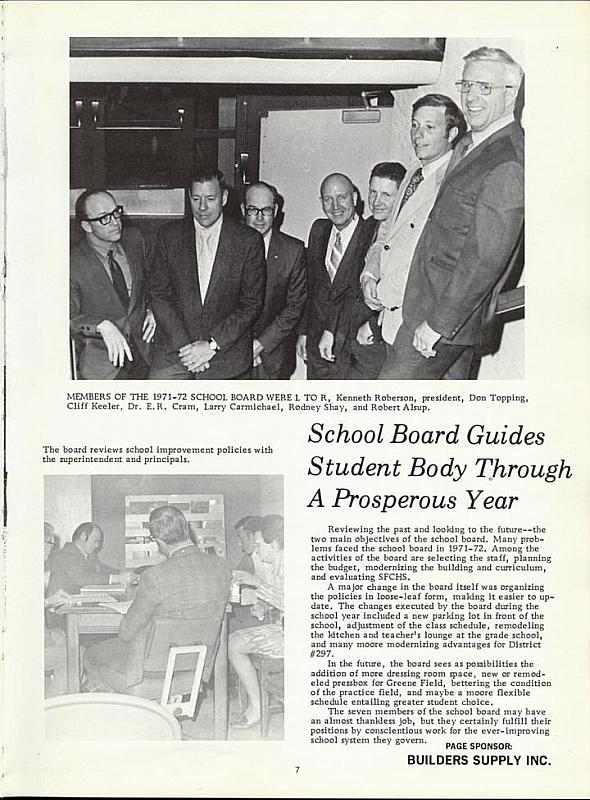 MEMBERS OF THE 1971-72 SCHOOL BOARD WERE L TO R, Kenneth Roberson, president, Don Topping,
Cliff Keeler, Dr. E.R. Cram, Larry Carmichael, Rodney Shay, and Robert Alsup.
The board reviews school improvement policies with
the superintendent and principals.
School Board Guides
Student Body Through
A Prosperous Year
Reviewing the past and looking to the future--the
two main objectives of the school board. Many prob-
lems faced the school board in 1971-72. Among the
activities of the board are selecting the staff, planning
the budget, modernizing the building and curriculum,
and evaluating SFCHS.
A major change in the board itself was organizing
the policies in loose-leaf form, making it easier to up-
date. The changes executed by the board during the
school year included a new parking lot in front of the
school, adjustment of the class schedule, remodeling
the kitchen and teacher's lounge at the grade school,
and many moore modernizing advantages for District
#297.
In the future, the board sees as possibilities the
addition of more dressing room space, new or remod-
eled pressbox for Greene Field, bettering the condition
of the practice field, and maybe a moore flexible
schedule entailing greater student choice.
The seven members of the school board may have
an almost thankless job, but they certainly fulfill their
positions by conscientious work for the ever-improving
school system they govern.
PAGE SPONSOR:
BUILDERS SUPPLY INC.
7